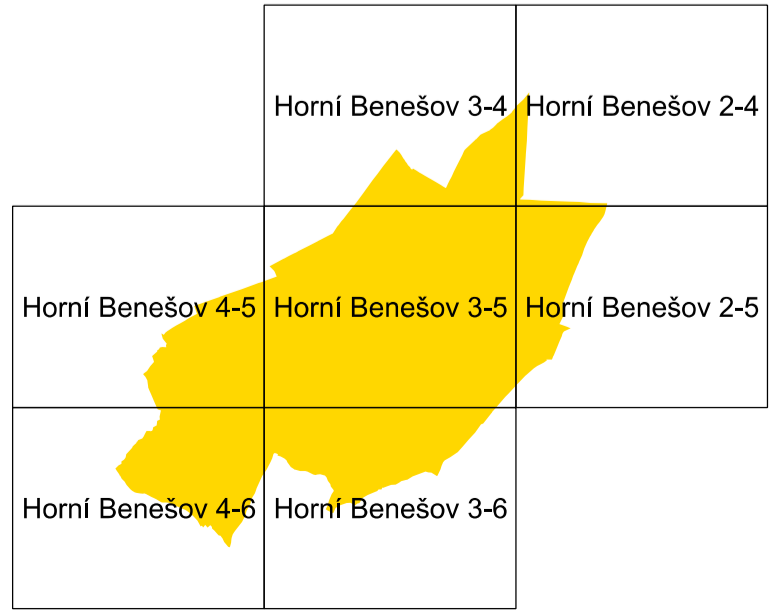 Horní Benešov 3-4
Horní Benešov 2-4
Horní Benešov 4-5
Horní Benešov 3-5
Horní Benešov 2-5
Horní Benešov 4-6
Horní Benešov 3-6